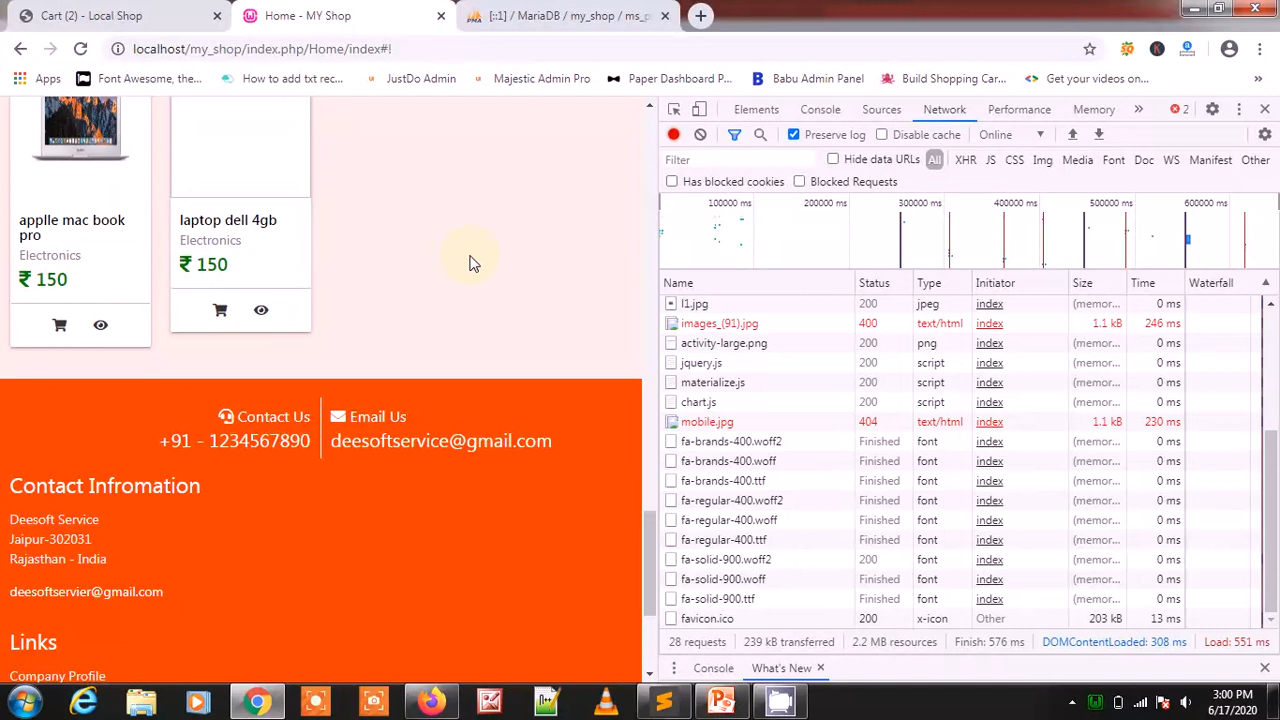 Cart (2) - Local Shop
Home - MY Shop
[::1] / MariaDB / my_shop / ms_p
localhost/my_shop/index.php/Home/index#!
Apps
Font Awesome, the...
How to add txt rec...
JustDo Admin
Majestic Admin Pro
Paper Dashboard P...
Babu Admin Panel
Build Shopping Car...
Get your videos on...
»
applle mac book pro
Electronics
₹ 150
laptop dell 4gb
Electronics
₹ 150
Contact Us
+91 - 1234567890
Email Us
deesoftservice@gmail.com
Contact Infromation
Deesoft Service
Jaipur-302031
Rajasthan - India
deesoftservier@gmail.com
Links
Company Profile
Elements Console Sources Network Performance Memory » 2
Preserve log Disable cache Online
Filter Hide data URLs All XHR JS CSS Img Media Font Doc WS Manifest Other
Has blocked cookies Blocked Requests
100000 ms 200000 ms 300000 ms 400000 ms 500000 ms 600000 ms
Name Status Type Initiator Size Time Waterfall
l1.jpg 200 jpeg index (memor... 0 ms
images_(91).jpg 400 text/html index 1.1 kB 246 ms
activity-large.png 200 png index (memor... 0 ms
jquery.js 200 script index (memor... 0 ms
materialize.js 200 script index (memor... 0 ms
chart.js 200 script index (memor... 0 ms
mobile.jpg 404 text/html index 1.1 kB 230 ms
fa-brands-400.woff2 Finished font index (memor... 0 ms
fa-brands-400.woff Finished font index (memor... 0 ms
fa-brands-400.ttf Finished font index (memor... 0 ms
fa-regular-400.woff2 Finished font index (memor... 0 ms
fa-regular-400.woff Finished font index (memor... 0 ms
fa-regular-400.ttf Finished font index (memor... 0 ms
fa-solid-900.woff2 200 font index (memor... 0 ms
fa-solid-900.woff Finished font index (memor... 0 ms
fa-solid-900.ttf Finished font index (memor... 0 ms
favicon.ico 200 x-icon Other 203 kB 13 ms
28 requests 239 kB transferred 2.2 MB resources Finish: 576 ms DOMContentLoaded: 308 ms Load: 551 ms
Console What's New
3:00 PM
6/17/2020